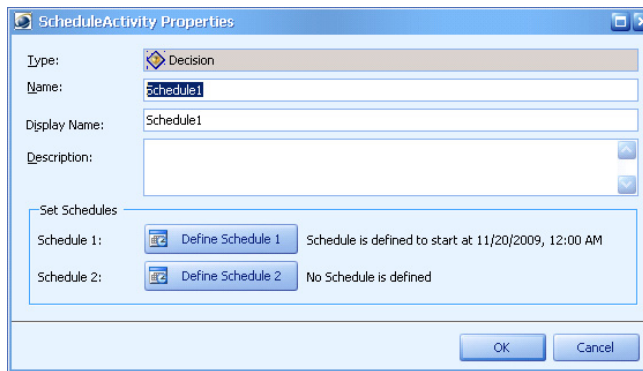 ScheduleActivity Properties
Type: Decision
Name: Schedule1
Display Name: Schedule1
Description:
Set Schedules
Schedule 1: Define Schedule 1 Schedule is defined to start at 11/20/2009, 12:00 AM
Schedule 2: Define Schedule 2 No Schedule is defined
OK Cancel